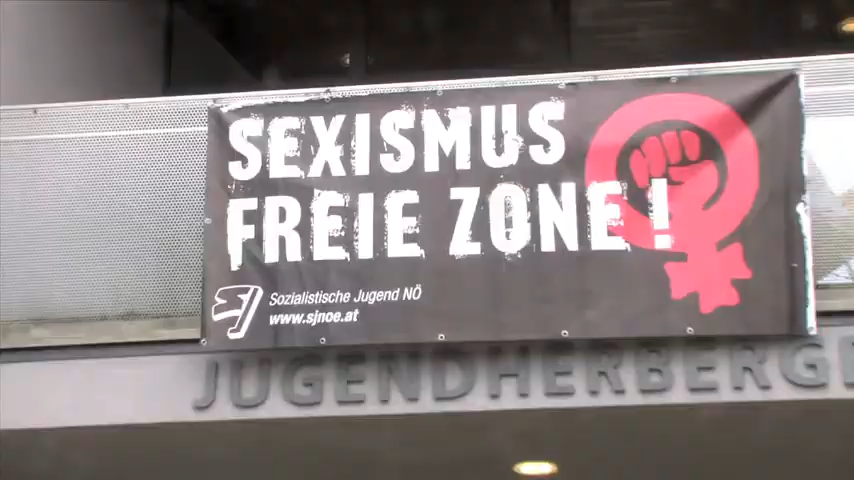 SEXISMUS
FREIE ZONE !
Sozialistische Jugend NÖ
www.sjnoe.at
JUGENDHERBERGE